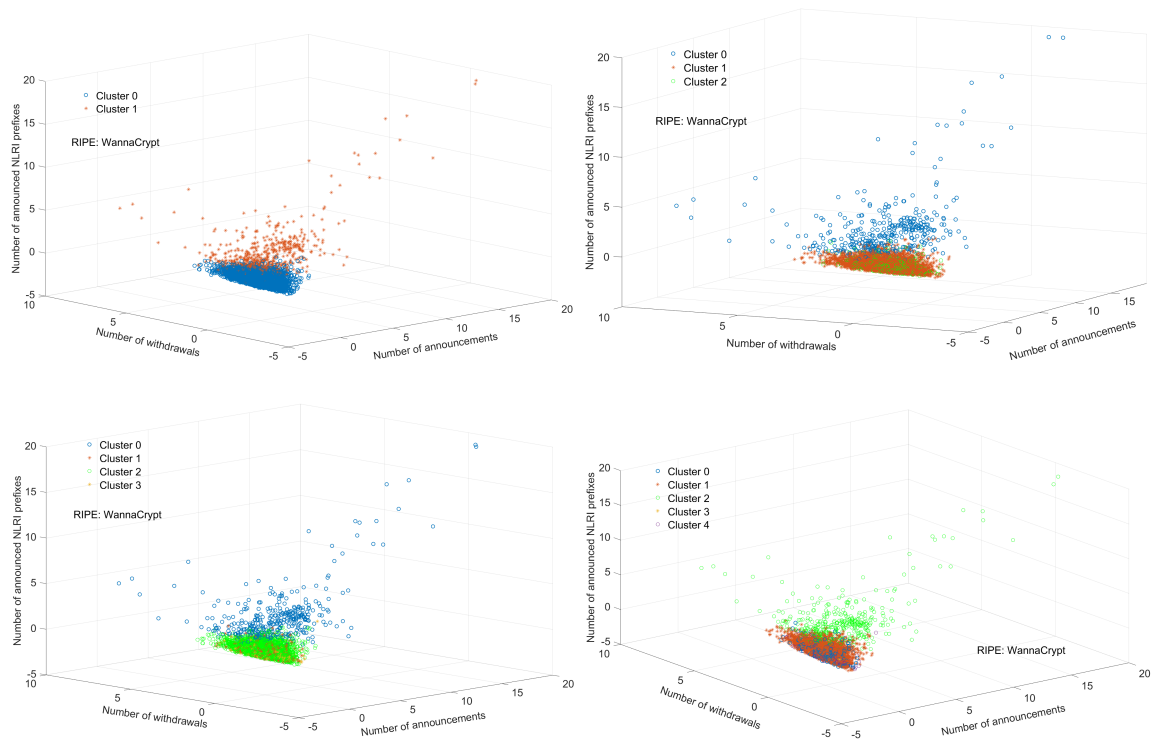 20
15
10
5
0
-5
Number of announced NLRI prefixes
Cluster 0
Cluster 1
RIPE: WannaCrypt
10
5
0
-5
Number of withdrawals
-5
0
5
10
15
20
Number of announcements
20
15
10
5
0
Number of announced NLRI prefixes
Cluster 0
Cluster 1
Cluster 2
RIPE: WannaCrypt
10
5
0
-5
Number of withdrawals
-5
0
5
10
15
Number of announcements
20
15
10
5
0
-5
Number of announced NLRI prefixes
Cluster 0
Cluster 1
Cluster 2
Cluster 3
RIPE: WannaCrypt
10
5
0
-5
Number of withdrawals
-5
0
5
10
15
20
Number of announcements
20
15
10
5
0
-5
Number of announced NLRI prefixes
Cluster 0
Cluster 1
Cluster 2
Cluster 3
Cluster 4
RIPE: WannaCrypt
10
5
0
-5
Number of withdrawals
-5
0
5
10
15
20
Number of announcements